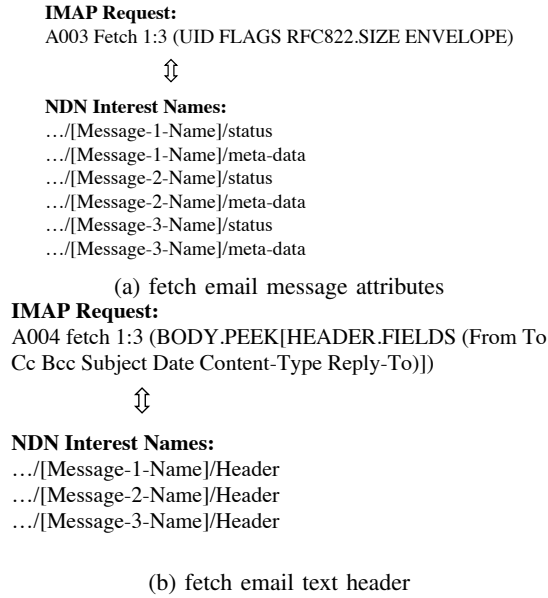 IMAP Request:
A003 Fetch 1:3 (UID FLAGS RFC822.SIZE ENVELOPE)
⇕
NDN Interest Names:
…/[Message-1-Name]/status
…/[Message-1-Name]/meta-data
…/[Message-2-Name]/status
…/[Message-2-Name]/meta-data
…/[Message-3-Name]/status
…/[Message-3-Name]/meta-data
(a) fetch email message attributes
IMAP Request:
A004 fetch 1:3 (BODY.PEEK[HEADER.FIELDS (From To
Cc Bcc Subject Date Content-Type Reply-To)])
⇕
NDN Interest Names:
…/[Message-1-Name]/Header
…/[Message-2-Name]/Header
…/[Message-3-Name]/Header
(b) fetch email text header